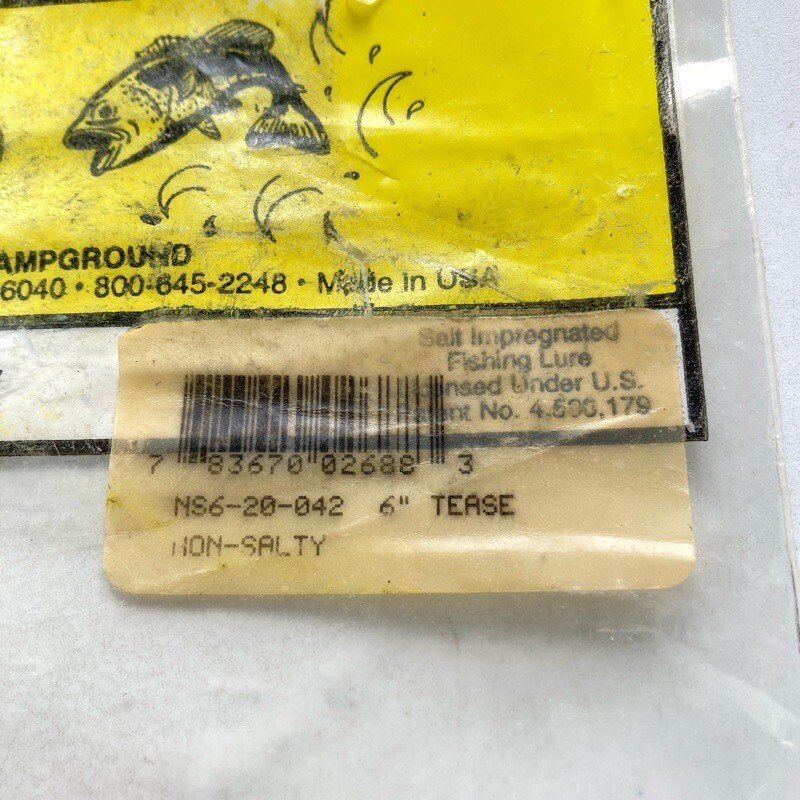 AMPGROUND
6040 · 800-645-2248 · Made in USA
Salt Impregnated
Fishing Lure
Licensed Under U.S.
Patent No. 4,530,179
7 83670 02688 3
NS6-20-042 6" TEASE
NON-SALTY